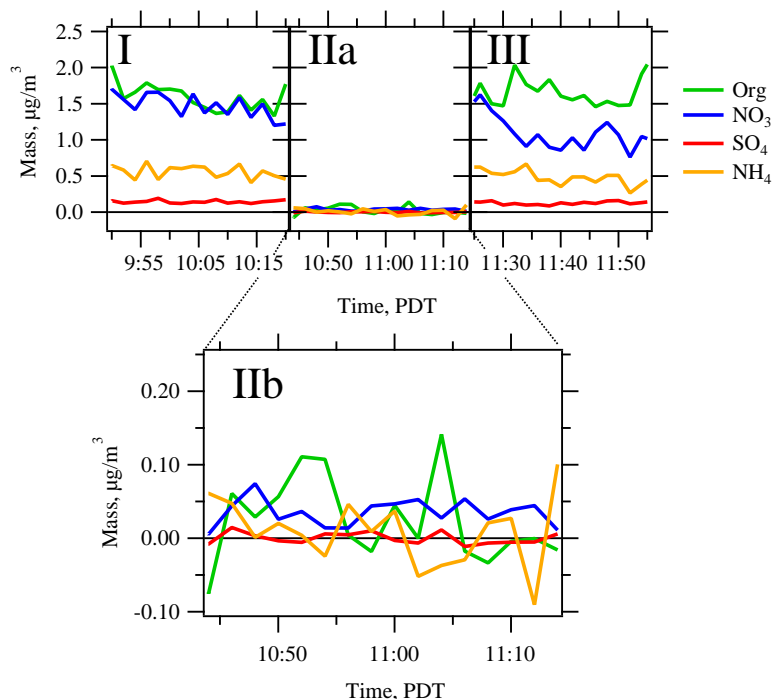 I IIa III
2.5
2.0
1.5
1.0
0.5
0.0
Mass, µg/m³
9:55 10:05 10:15 10:50 11:00 11:10 11:30 11:40 11:50
Time, PDT
Org
NO₃
SO₄
NH₄
IIb
0.20
0.10
0.00
-0.10
Mass, µg/m³
10:50 11:00 11:10
Time, PDT